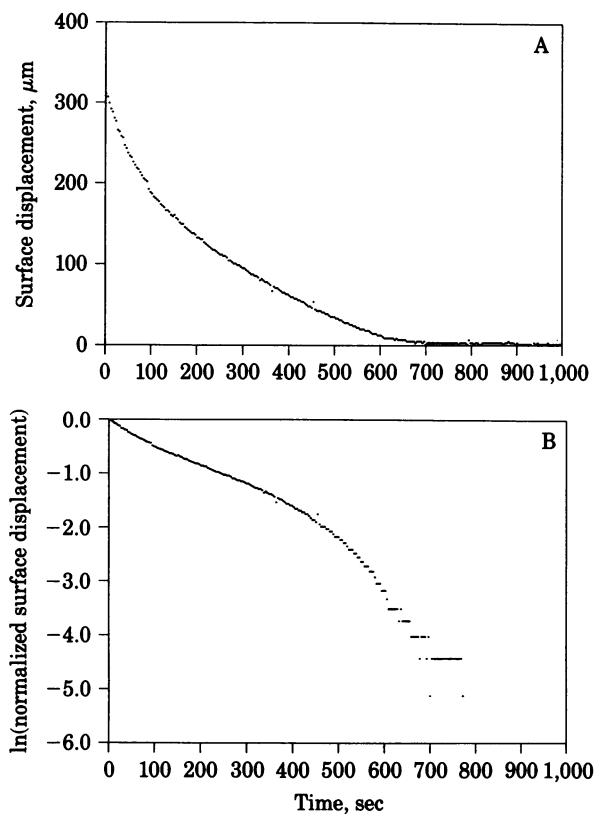 A
Surface displacement, μm
400
300
200
100
0
0 100 200 300 400 500 600 700 800 900 1,000
B
ln(normalized surface displacement)
0.0
−1.0
−2.0
−3.0
−4.0
−5.0
−6.0
0 100 200 300 400 500 600 700 800 900 1,000
Time, sec